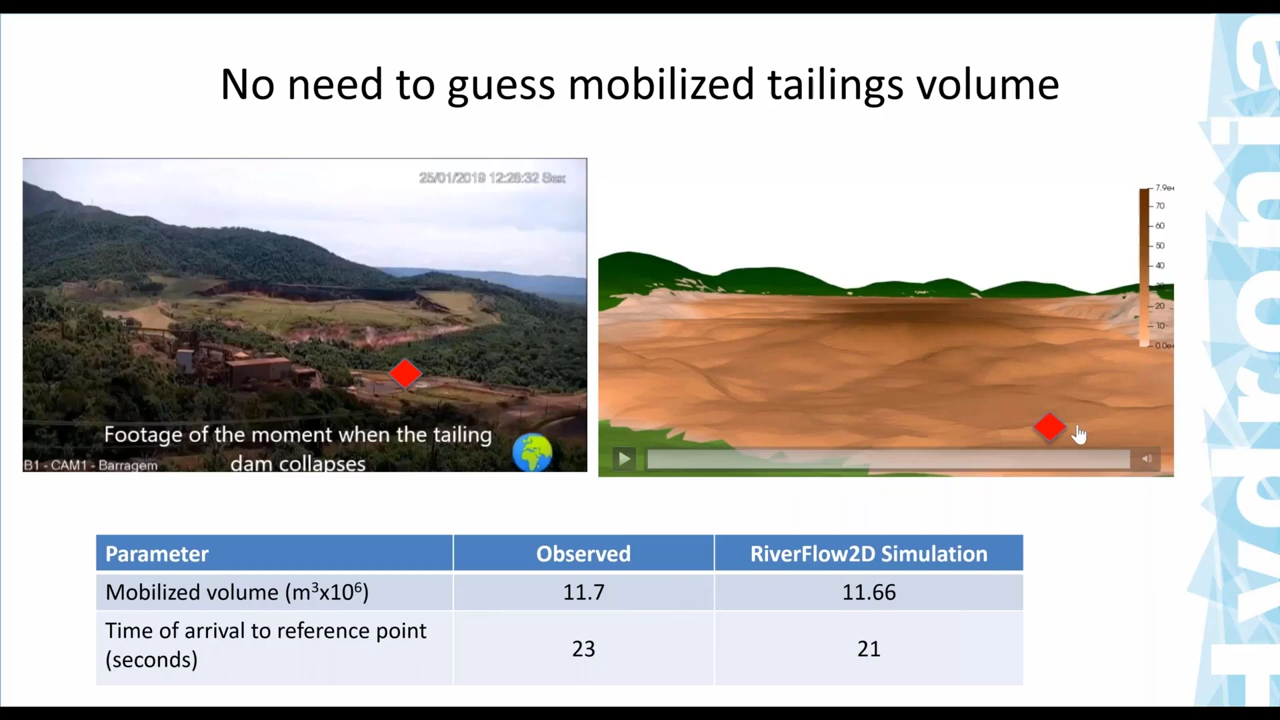 No need to guess mobilized tailings volume
25/01/2019 12:28:32 Sex
Footage of the moment when the tailing
dam collapses
B1 - CAM1 - Barragem
7.9e+
70
60
50
40
20
10
0.0e+
Parameter Observed RiverFlow2D Simulation
Mobilized volume (m³x10⁶) 11.7 11.66
Time of arrival to reference point
(seconds) 23 21
Hydronia